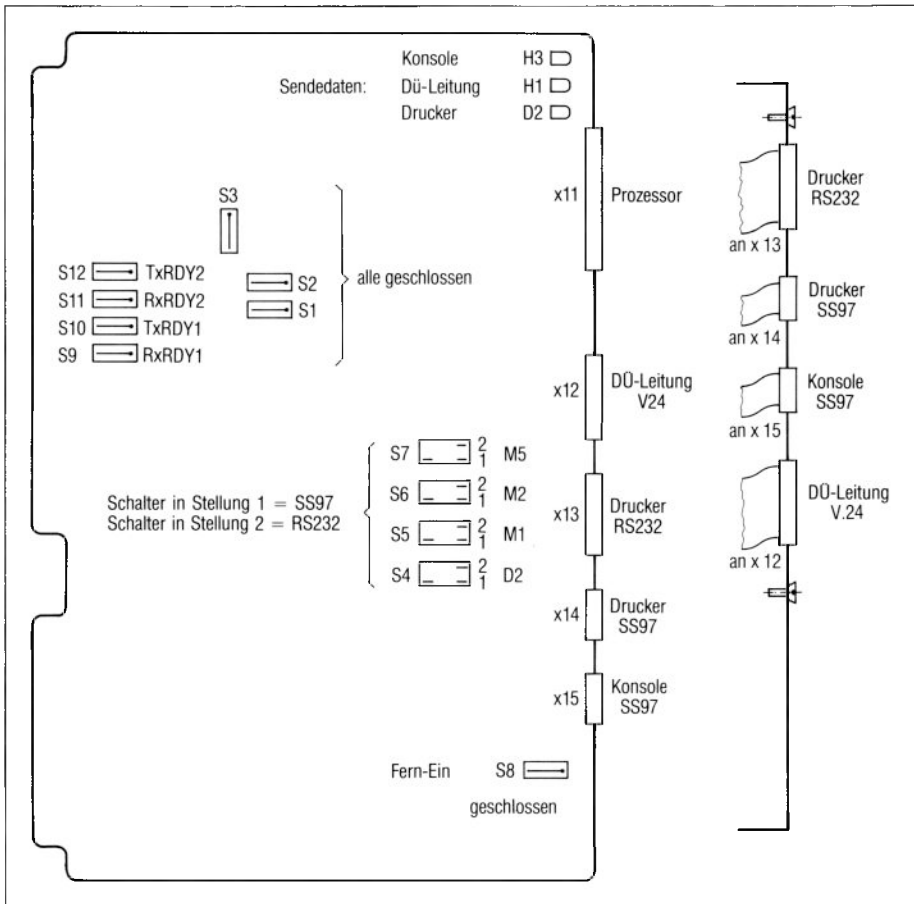 Konsole H3
Sendedaten: Dü-Leitung H1
Drucker D2
S3
x11 Prozessor
S12 TxRDY2
S11 RxRDY2
S10 TxRDY1
S9 RxRDY1
S2
S1
alle geschlossen
x12 DÜ-Leitung
V24
S7 2 1 M5
S6 2 1 M2
S5 2 1 M1
S4 2 1 D2
Schalter in Stellung 1 = SS97
Schalter in Stellung 2 = RS232
x13 Drucker
RS232
x14 Drucker
SS97
x15 Konsole
SS97
Fern-Ein S8
geschlossen
Drucker
RS232
an x 13
Drucker
SS97
an x 14
Konsole
SS97
an x 15
DÜ-Leitung
V.24
an x 12